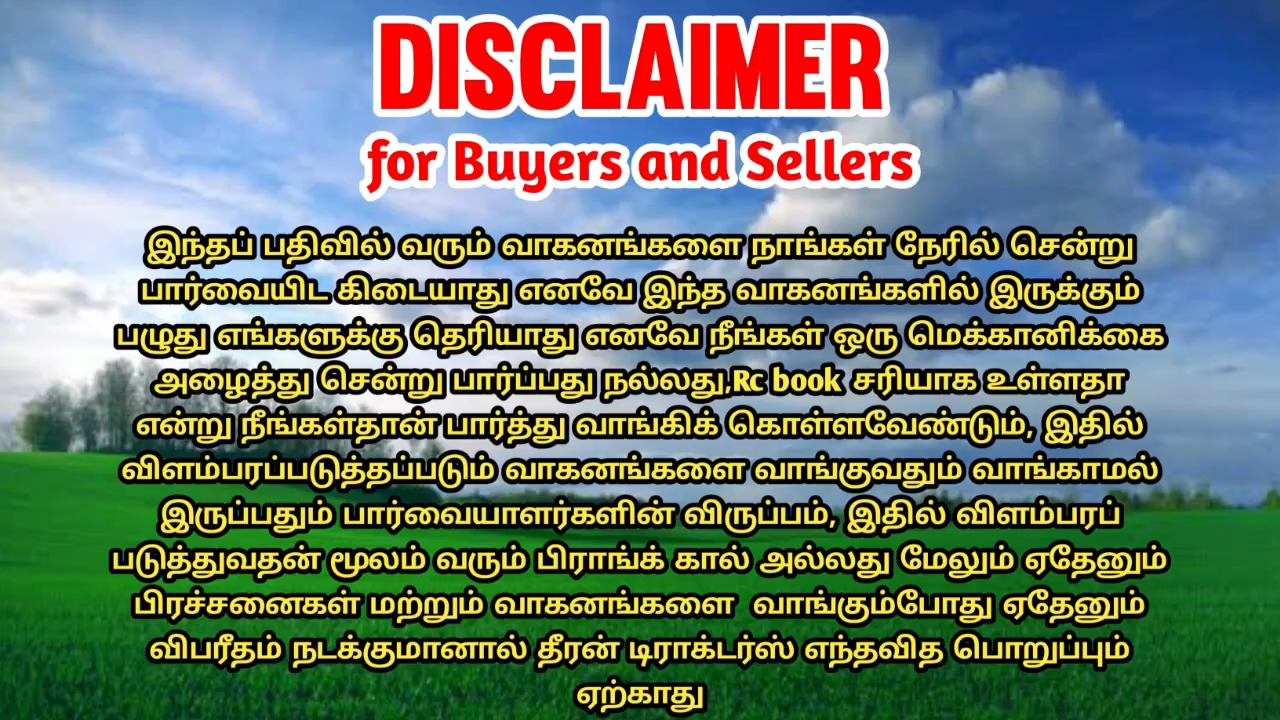 DISCLAIMER
for Buyers and Sellers
இந்தப் பதிவில் வரும் வாகனங்களை நாங்கள் நேரில் சென்று
பார்வையிட கிடையாது எனவே இந்த வாகனங்களில் இருக்கும்
பழுது எங்களுக்கு தெரியாது எனவே நீங்கள் ஒரு மெக்கானிக்கை
அழைத்து சென்று பார்ப்பது நல்லது,Rc book சரியாக உள்ளதா
என்று நீங்கள்தான் பார்த்து வாங்கிக் கொள்ளவேண்டும், இதில்
விளம்பரப்படுத்தப்படும் வாகனங்களை வாங்குவதும் வாங்காமல்
இருப்பதும் பார்வையாளர்களின் விருப்பம், இதில் விளம்பரப்
படுத்துவதன் மூலம் வரும் பிராங்க் கால் அல்லது மேலும் ஏதேனும்
பிரச்சனைகள் மற்றும் வாகனங்களை வாங்கும்போது ஏதேனும்
விபரீதம் நடக்குமானால் தீரன் டிராக்டர்ஸ் எந்தவித பொறுப்பும்
ஏற்காது